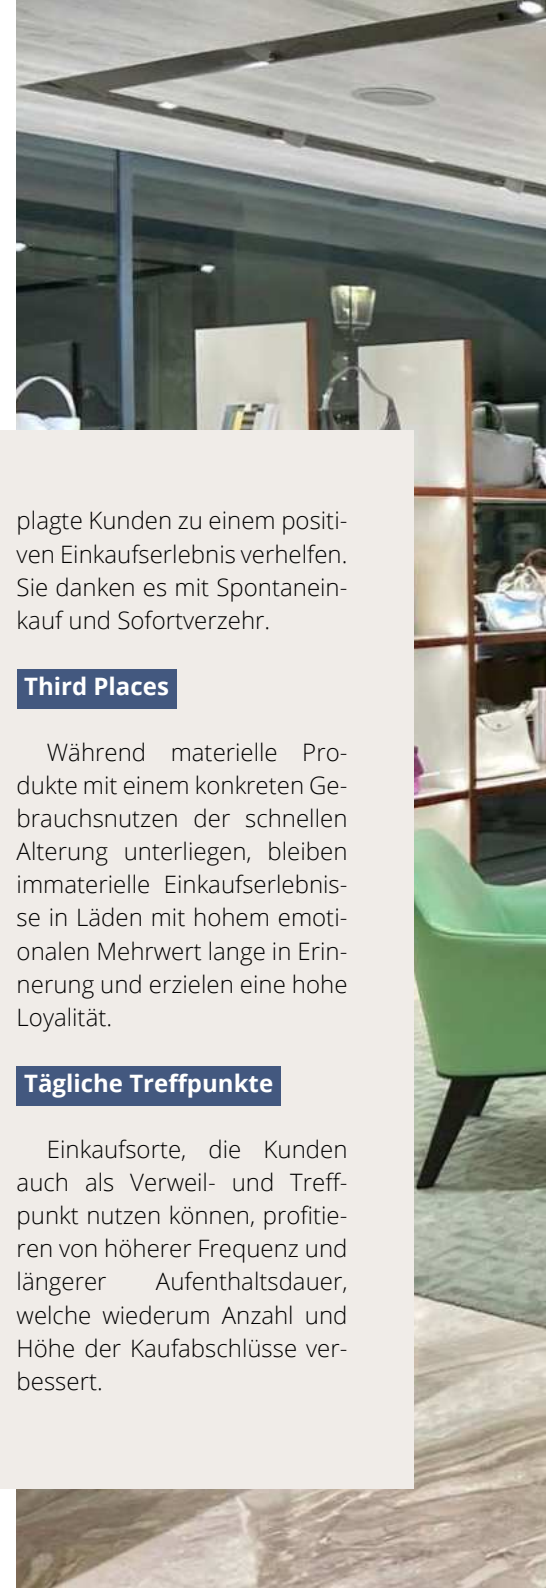 plagte Kunden zu einem positi-
ven Einkaufserlebnis verhelfen.
Sie danken es mit Spontanein-
kauf und Sofortverzehr.
Third Places
Während materielle Pro-
dukte mit einem konkreten Ge-
brauchsnutzen der schnellen
Alterung unterliegen, bleiben
immaterielle Einkaufserlebnis-
se in Läden mit hohem emoti-
onalen Mehrwert lange in Erin-
nerung und erzielen eine hohe
Loyalität.
Tägliche Treffpunkte
Einkaufsorte, die Kunden
auch als Verweil- und Treff-
punkt nutzen können, profitie-
ren von höherer Frequenz und
längerer Aufenthaltsdauer,
welche wiederum Anzahl und
Höhe der Kaufabschlüsse ver-
bessert.